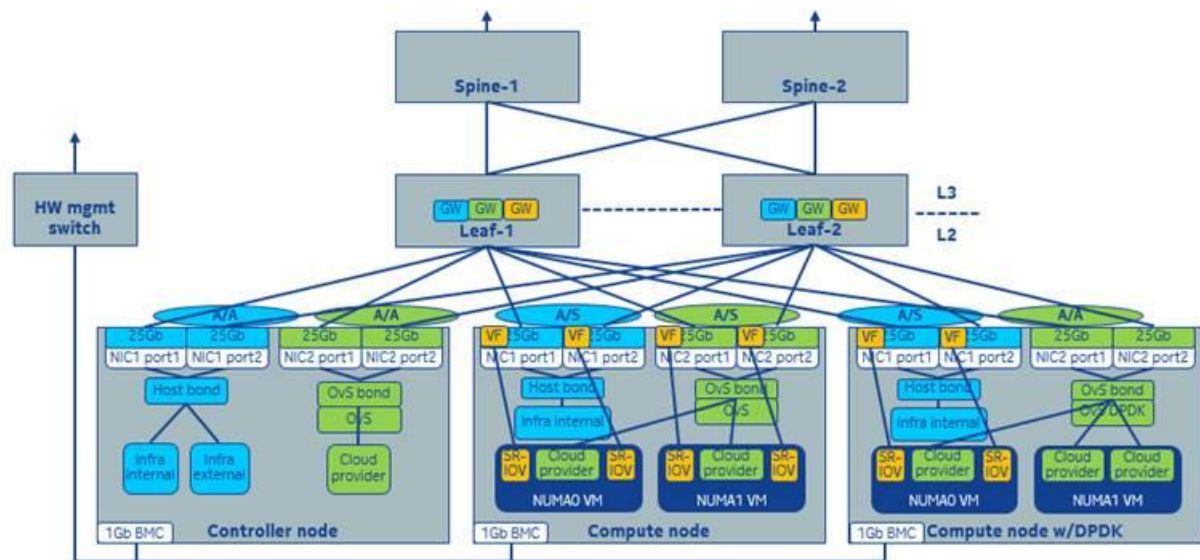 Spine-1
Spine-2
HW mgmt
switch
GW GW GW
Leaf-1
GW GW GW
Leaf-2
L3
L2
A/A
A/A
A/S
A/S
A/S
A/A
25Gb 25Gb
25Gb 25Gb
VF 25Gb VF 25Gb
VF 25Gb VF 25Gb
VF 25Gb VF 25Gb
25Gb 25Gb
NIC1 port1 NIC1 port2
NIC2 port1 NIC2 port2
NIC1 port1 NIC1 port2
NIC2 port1 NIC2 port2
NIC1 port1 NIC1 port2
NIC2 port1 NIC2 port2
Host bond
OvS bond
OvS
Host bond
OvS bond
OvS
Host bond
OvS bond
OvS DPDK
Infra internal
Infra internal
Infra
internal
Infra
external
Cloud
provider
SR-
IOV
Cloud
provider
SR-
IOV
NUMA0 VM
SR-
IOV
Cloud
provider
SR-
IOV
NUMA1 VM
SR-
IOV
Cloud
provider
SR-
IOV
NUMA0 VM
Cloud
provider
Cloud
provider
NUMA1 VM
1Gb BMC
Controller node
1Gb BMC
Compute node
1Gb BMC
Compute node w/DPDK